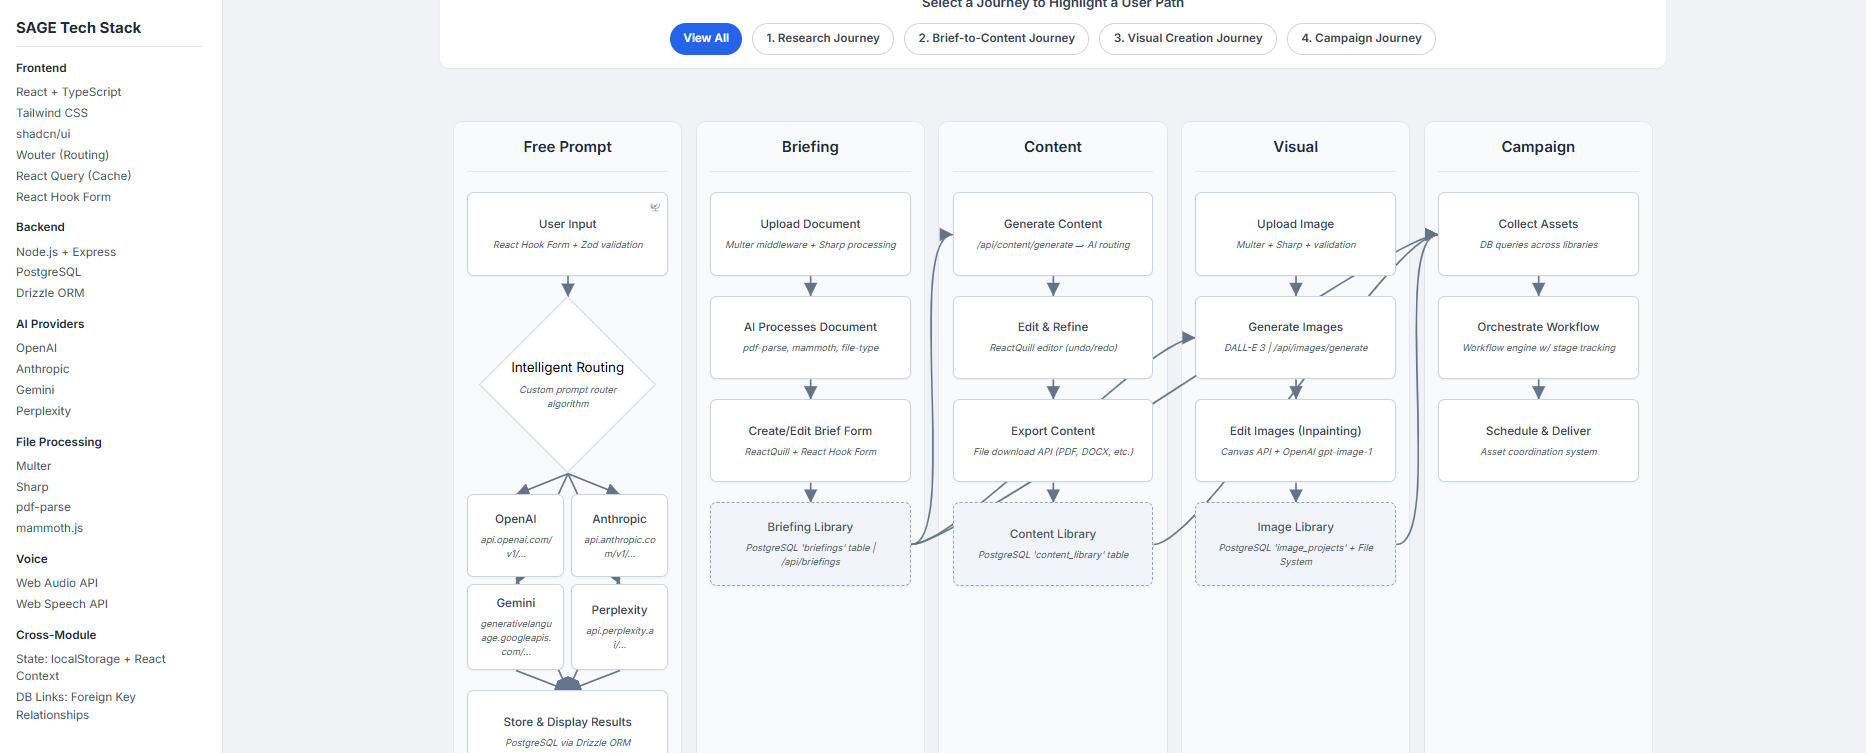 SAGE Tech Stack
Frontend
React + TypeScript
Tailwind CSS
shadcn/ui
Wouter (Routing)
React Query (Cache)
React Hook Form
Backend
Node.js + Express
PostgreSQL
Drizzle ORM
AI Providers
OpenAI
Anthropic
Gemini
Perplexity
File Processing
Multer
Sharp
pdf-parse
mammoth.js
Voice
Web Audio API
Web Speech API
Cross-Module
State: localStorage + React
Context
DB Links: Foreign Key
Relationships
Select a Journey to Highlight a User Path
View All
1. Research Journey
2. Brief-to-Content Journey
3. Visual Creation Journey
4. Campaign Journey
Free Prompt
User Input
React Hook Form + Zod validation
Intelligent Routing
Custom prompt router
algorithm
OpenAI
api.openai.com/
v1/...
Anthropic
api.anthropic.co
m/v1/...
Gemini
generativelangu
age.googleapis.
com/...
Perplexity
api.perplexity.a
i/...
Store & Display Results
PostgreSQL via Drizzle ORM
Briefing
Upload Document
Multer middleware + Sharp processing
AI Processes Document
pdf-parse, mammoth, file-type
Create/Edit Brief Form
ReactQuill + React Hook Form
Briefing Library
PostgreSQL 'briefings' table |
/api/briefings
Content
Generate Content
/api/content/generate → AI routing
Edit & Refine
ReactQuill editor (undo/redo)
Export Content
File download API (PDF, DOCX, etc.)
Content Library
PostgreSQL 'content_library' table
Visual
Upload Image
Multer + Sharp + validation
Generate Images
DALL-E 3 | /api/images/generate
Edit Images (Inpainting)
Canvas API + OpenAI gpt-image-1
Image Library
PostgreSQL 'image_projects' + File
System
Campaign
Collect Assets
DB queries across libraries
Orchestrate Workflow
Workflow engine w/ stage tracking
Schedule & Deliver
Asset coordination system